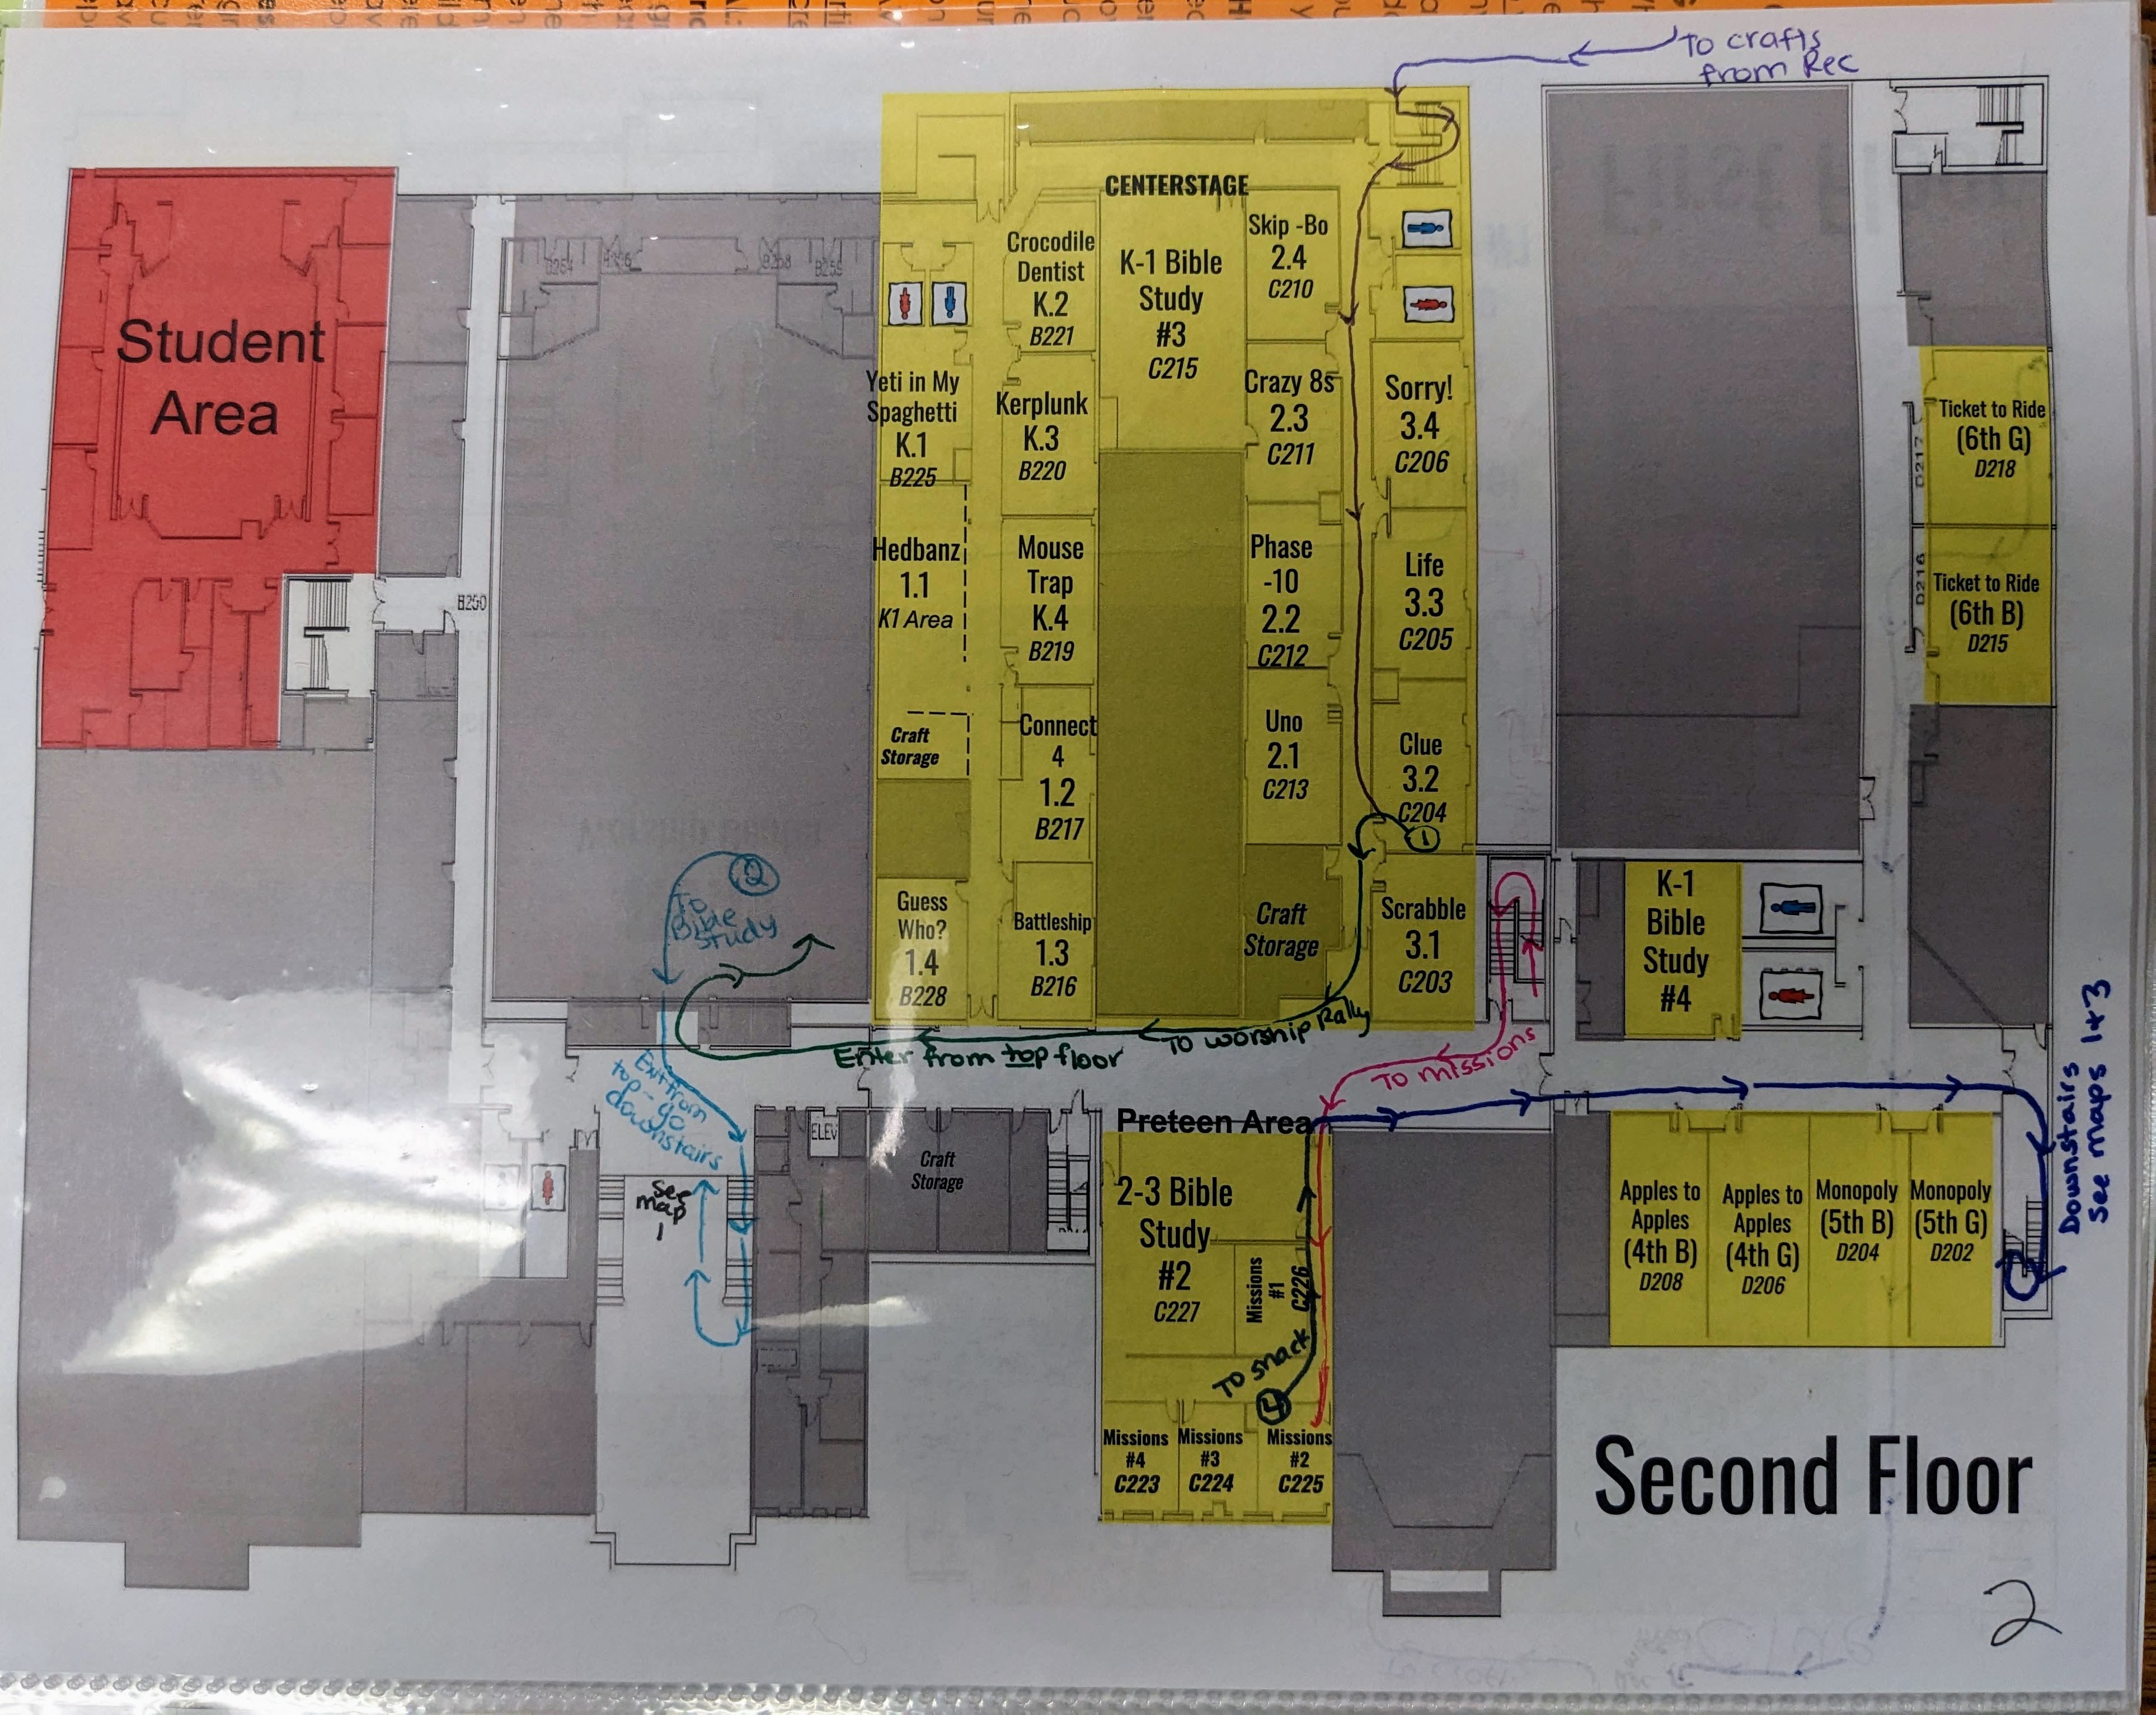 To crafts
from Rec
CENTERSTAGE
Student
Area
Crocodile
Dentist
K.2
B221
K-1 Bible
Study
#3
C215
Skip -Bo
2.4
C210
Yeti in My
Spaghetti
K.1
B225
Kerplunk
K.3
B220
Crazy 8s
2.3
C211
Sorry!
3.4
C206
Ticket to Ride
(6th G)
D218
D217
Hedbanz
1.1
K1 Area
Mouse
Trap
K.4
B219
Phase
-10
2.2
C212
Life
3.3
C205
Ticket to Ride
(6th B)
D215
D216
B250
Craft
Storage
Connect
4
1.2
B217
Uno
2.1
C213
Clue
3.2
C204
1
2
To
Bible
Study
Guess
Who?
1.4
B228
Battleship
1.3
B216
Craft
Storage
Scrabble
3.1
C203
K-1
Bible
Study
#4
Enter from top floor
To worship Rally
To missions
Exit from
top - go
downstairs
Downstairs
see maps 1+3
Preteen Area
ELEV
Craft
Storage
See
map
1
2-3 Bible
Study
#2
C227
Missions
#1
C226
Apples to
Apples
(4th B)
D208
Apples to
Apples
(4th G)
D206
Monopoly
(5th B)
D204
Monopoly
(5th G)
D202
To snack
4
Missions
#4
C223
Missions
#3
C224
Missions
#2
C225
Second Floor
2